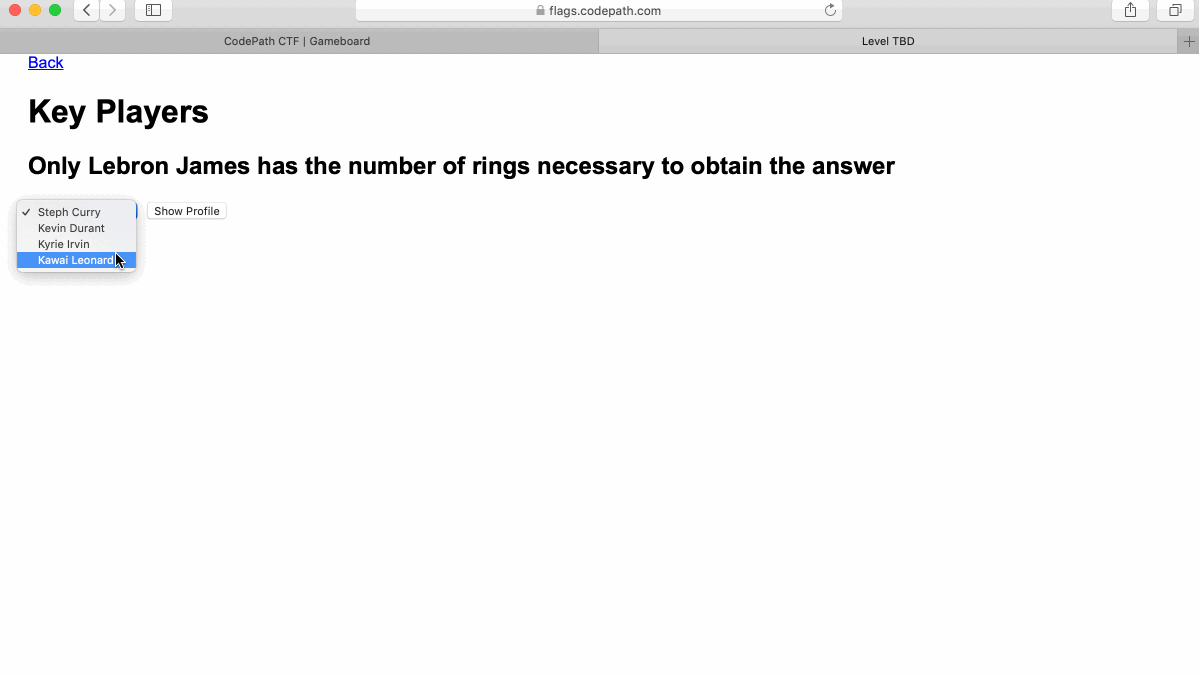 flags.codepath.com
CodePath CTF | Gameboard
Level TBD
Back
Key Players
Only Lebron James has the number of rings necessary to obtain the answer
Steph Curry
Show Profile
Kevin Durant
Kyrie Irvin
Kawai Leonard